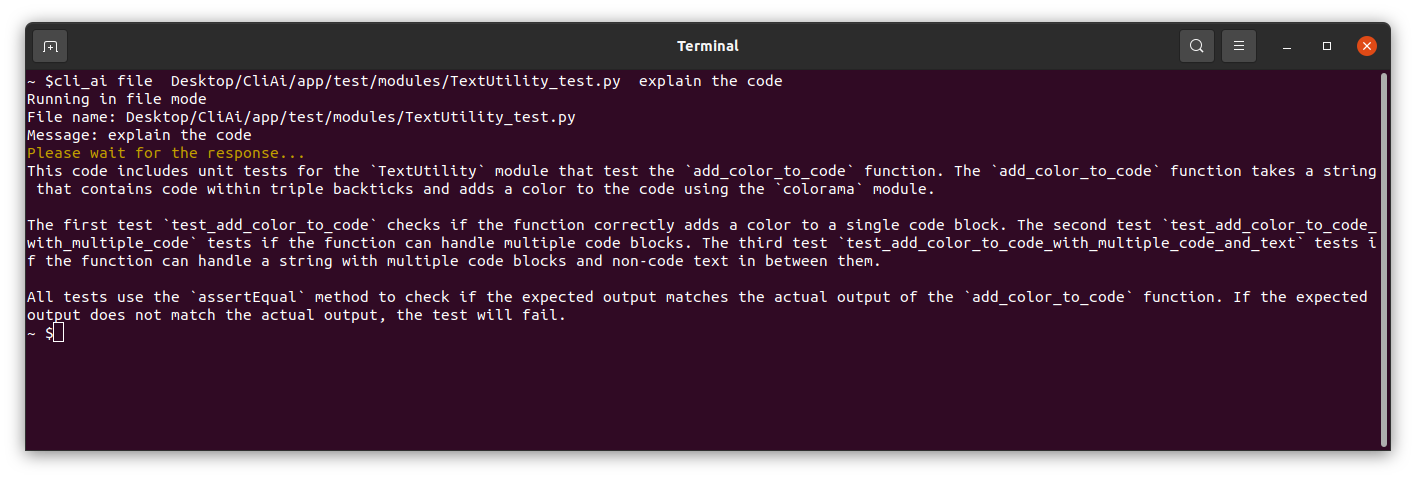 Terminal
~ $cli_ai file  Desktop/CliAi/app/test/modules/TextUtility_test.py  explain the code
Running in file mode
File name: Desktop/CliAi/app/test/modules/TextUtility_test.py
Message: explain the code
Please wait for the response...
This code includes unit tests for the `TextUtility` module that test the `add_color_to_code` function. The `add_color_to_code` function takes a string
 that contains code within triple backticks and adds a color to the code using the `colorama` module.

The first test `test_add_color_to_code` checks if the function correctly adds a color to a single code block. The second test `test_add_color_to_code_
with_multiple_code` tests if the function can handle multiple code blocks. The third test `test_add_color_to_code_with_multiple_code_and_text` tests i
f the function can handle a string with multiple code blocks and non-code text in between them.

All tests use the `assertEqual` method to check if the expected output matches the actual output of the `add_color_to_code` function. If the expected
output does not match the actual output, the test will fail.
~ $